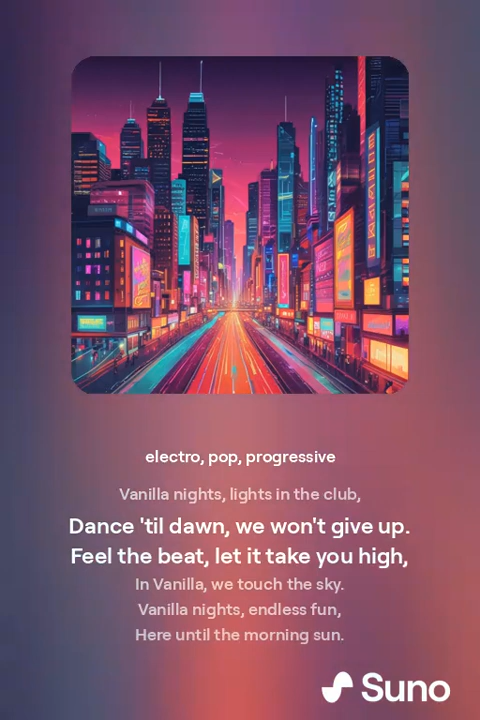 electro, pop, progressive
Vanilla nights, lights in the club,
Dance 'til dawn, we won't give up.
Feel the beat, let it take you high,
In Vanilla, we touch the sky.
Vanilla nights, endless fun,
Here until the morning sun.
Suno